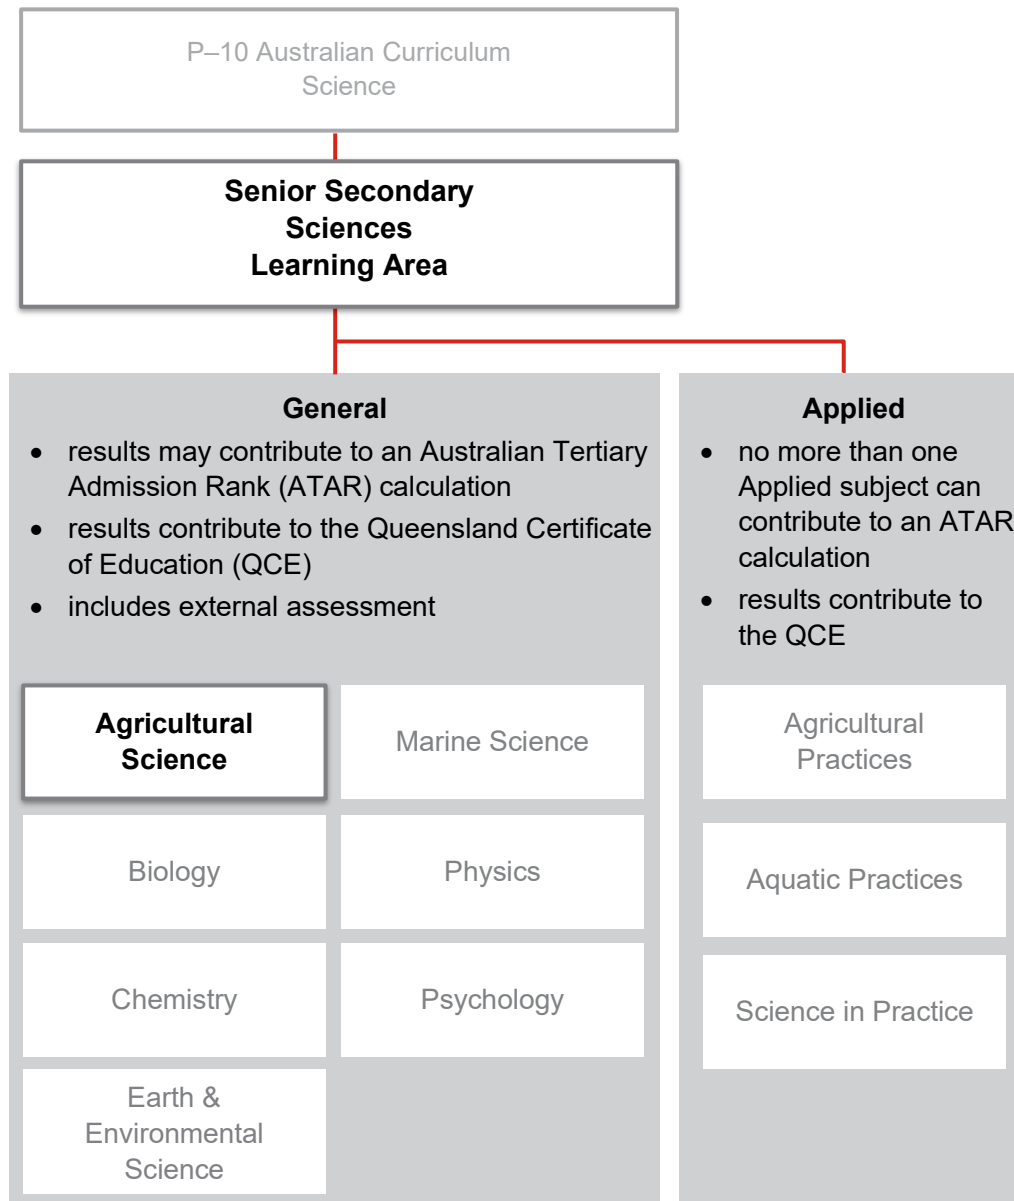 P–10 Australian Curriculum
Science
Senior Secondary
Sciences
Learning Area
General
• results may contribute to an Australian Tertiary
Admission Rank (ATAR) calculation
• results contribute to the Queensland Certificate
of Education (QCE)
• includes external assessment
Agricultural
Science
Marine Science
Biology
Physics
Chemistry
Psychology
Earth &
Environmental
Science
Applied
• no more than one
Applied subject can
contribute to an ATAR
calculation
• results contribute to
the QCE
Agricultural
Practices
Aquatic Practices
Science in Practice